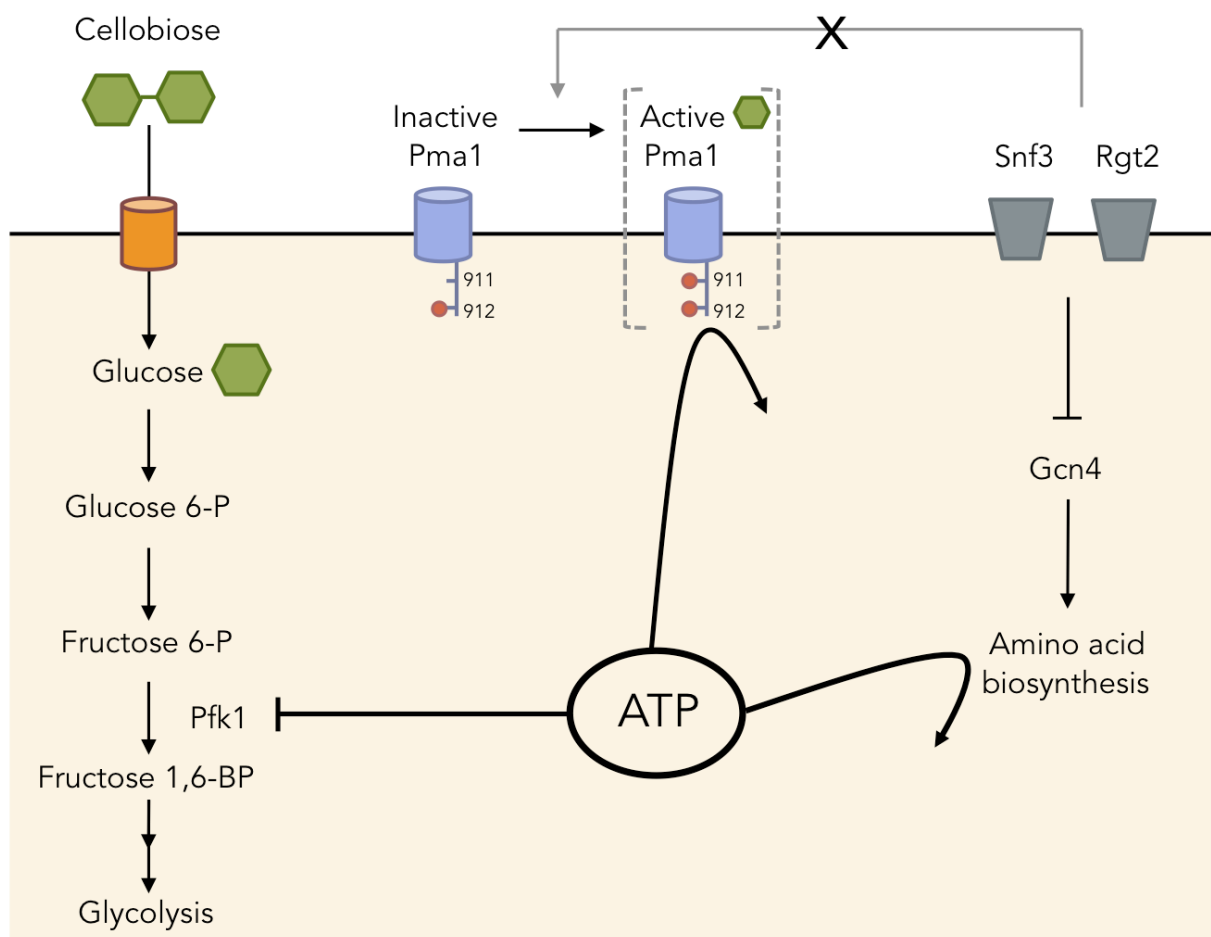 Cellobiose
X
Inactive
Pma1
Active
Pma1
Snf3
Rgt2
911
912
911
912
Glucose
Glucose 6-P
Fructose 6-P
Pfk1
Fructose 1,6-BP
Glycolysis
ATP
Gcn4
Amino acid
biosynthesis